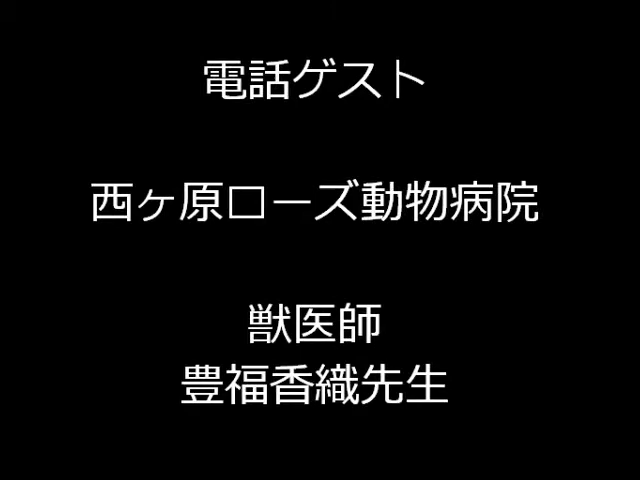 電話ゲスト
西ヶ原ローズ動物病院
獣医師
豊福香織先生